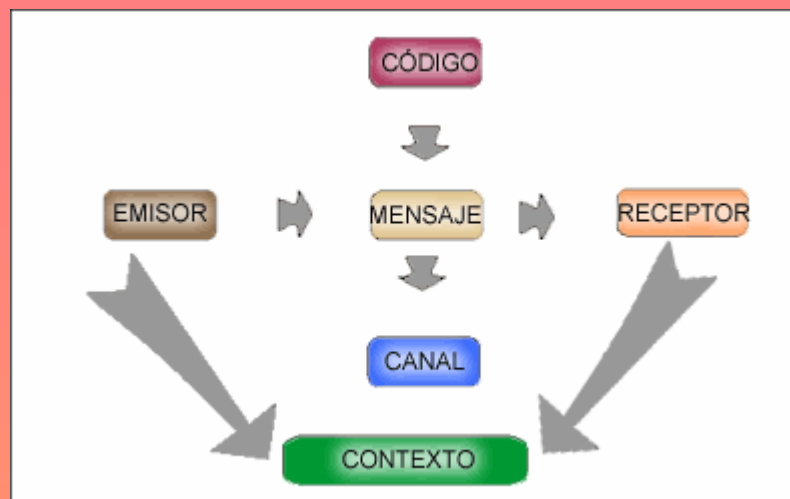 CÓDIGO
EMISOR
MENSAJE
RECEPTOR
CANAL
CONTEXTO